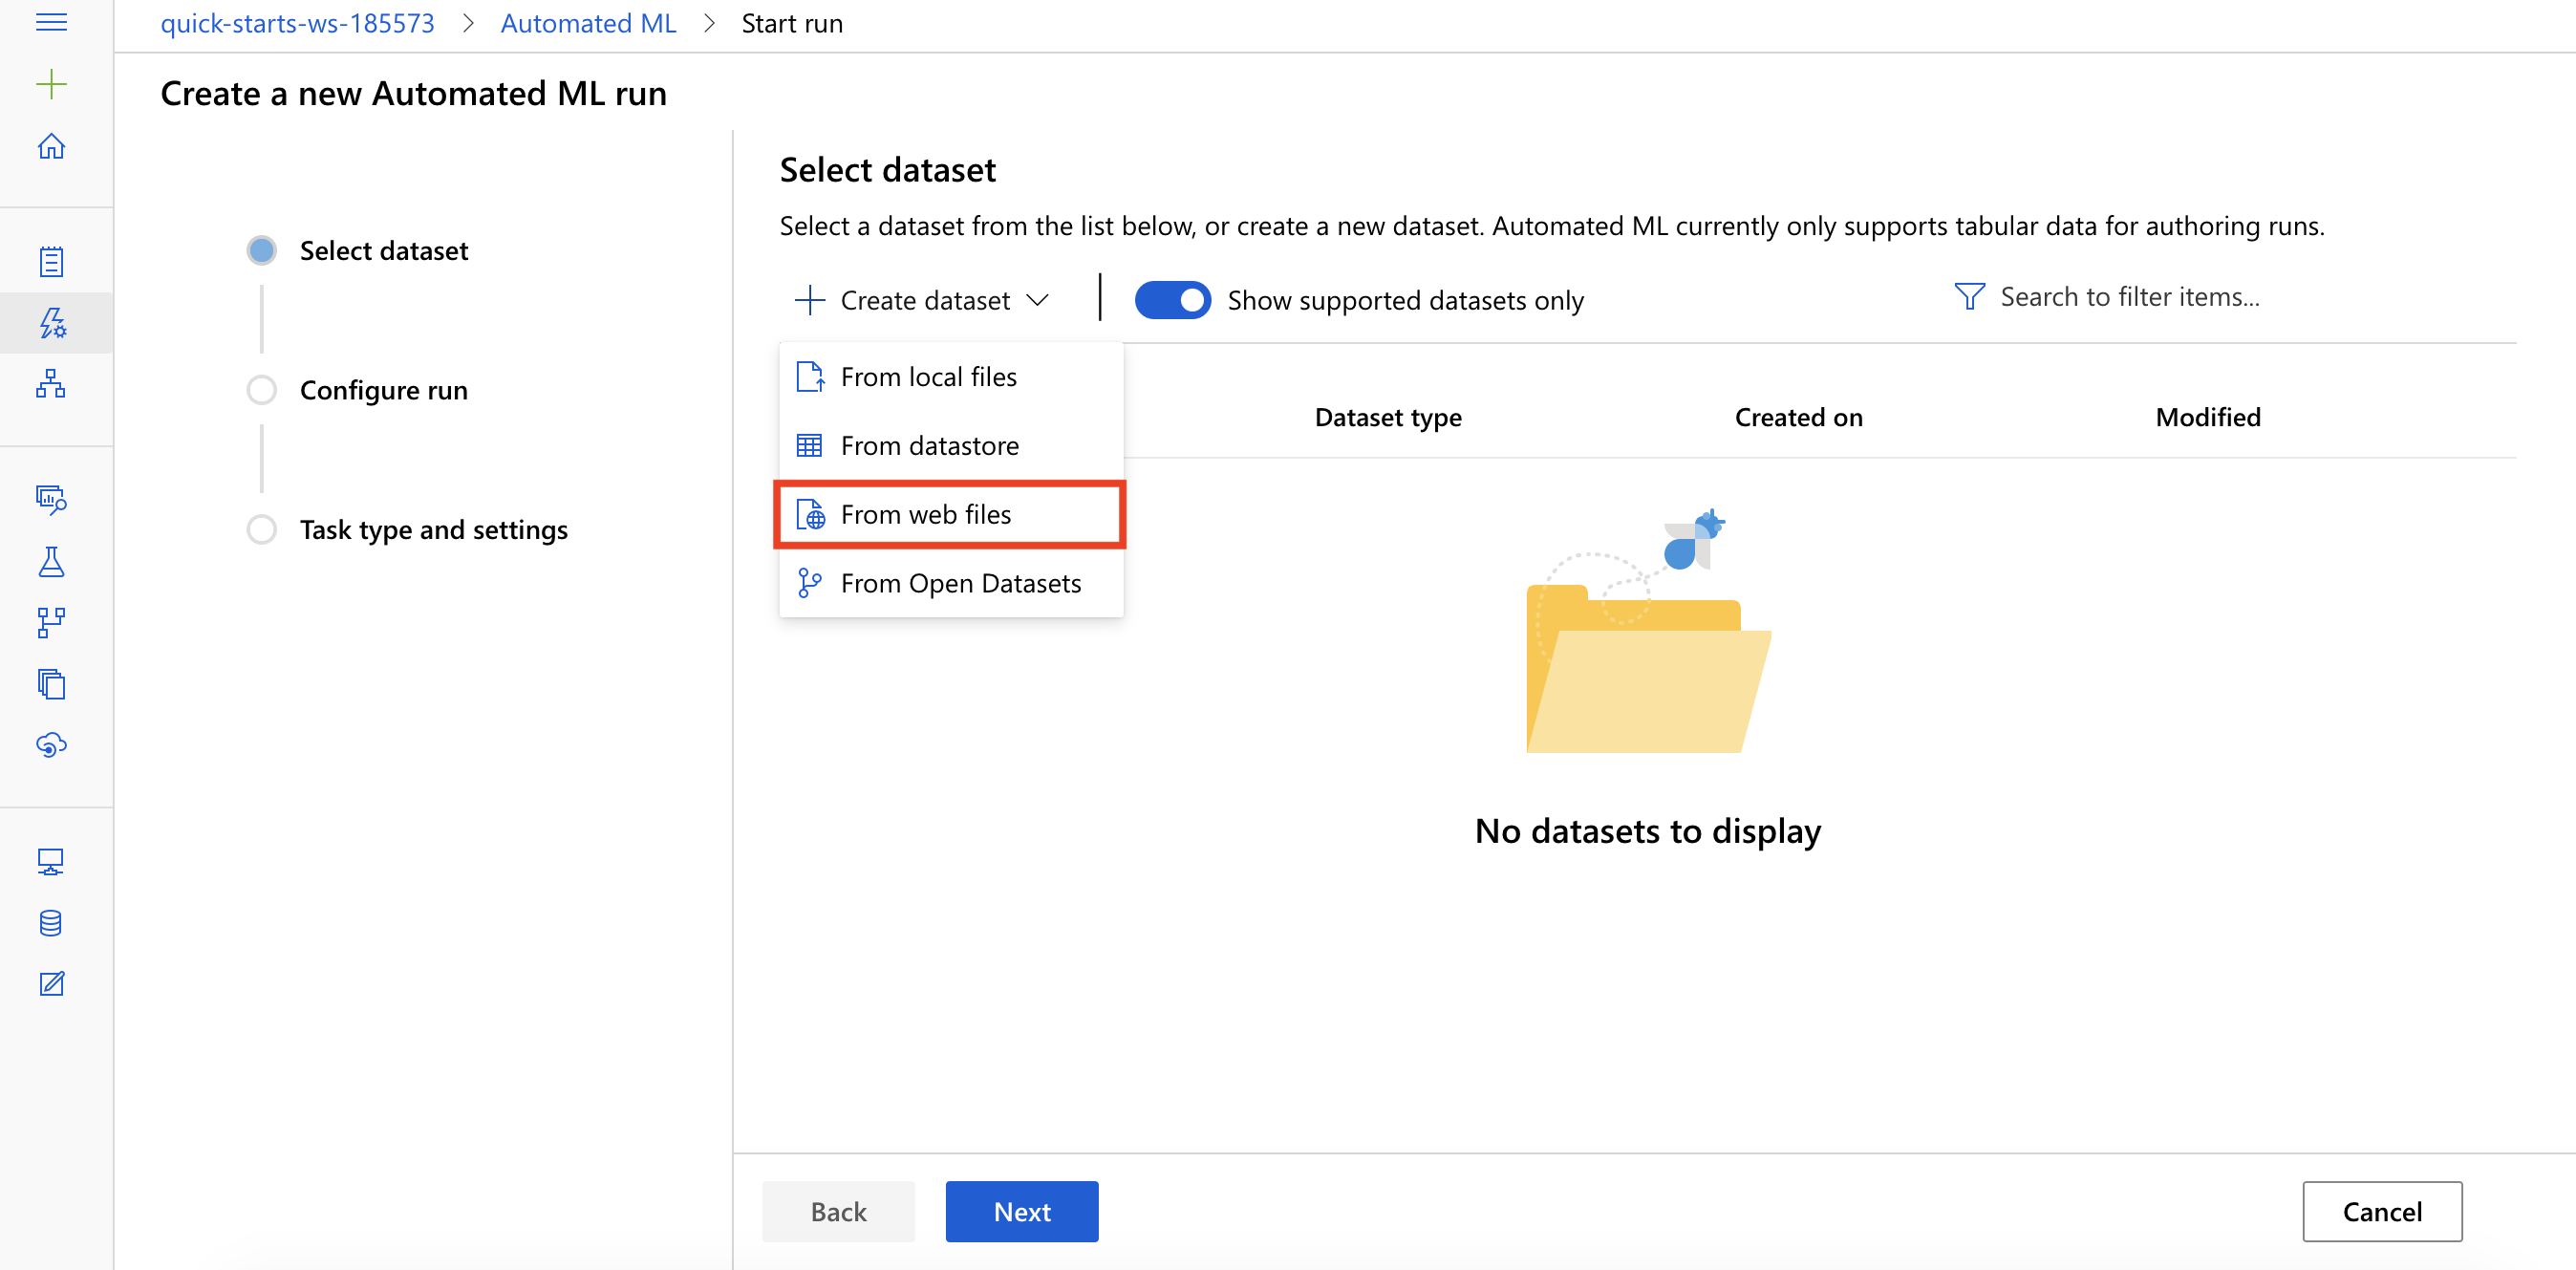 quick-starts-ws-185573 > Automated ML > Start run
Create a new Automated ML run
Select dataset
Configure run
Task type and settings
Select dataset
Select a dataset from the list below, or create a new dataset. Automated ML currently only supports tabular data for authoring runs.
Create dataset
Show supported datasets only
Search to filter items...
From local files
From datastore
From web files
From Open Datasets
Dataset type
Created on
Modified
No datasets to display
Back
Next
Cancel